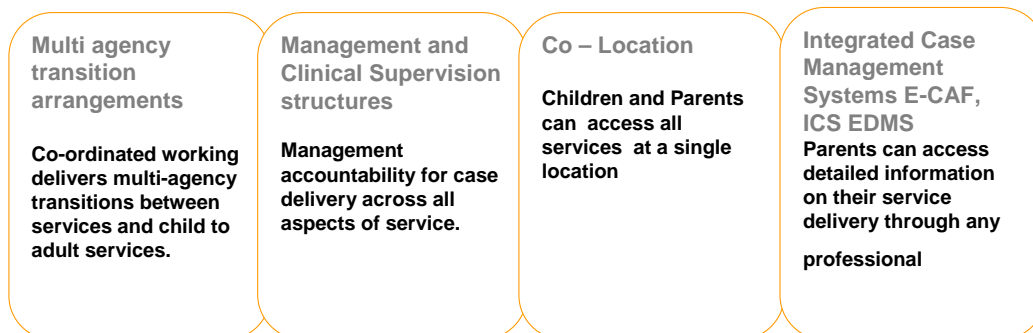 Multi agency
transition
arrangements
Co-ordinated working
delivers multi-agency
transitions between
services and child to
adult services.
Management and
Clinical Supervision
structures
Management
accountability for case
delivery across all
aspects of service.
Co – Location
Children and Parents
can access all
services at a single
location
Integrated Case
Management
Systems E-CAF,
ICS EDMS
Parents can access
detailed information
on their service
delivery through any
professional